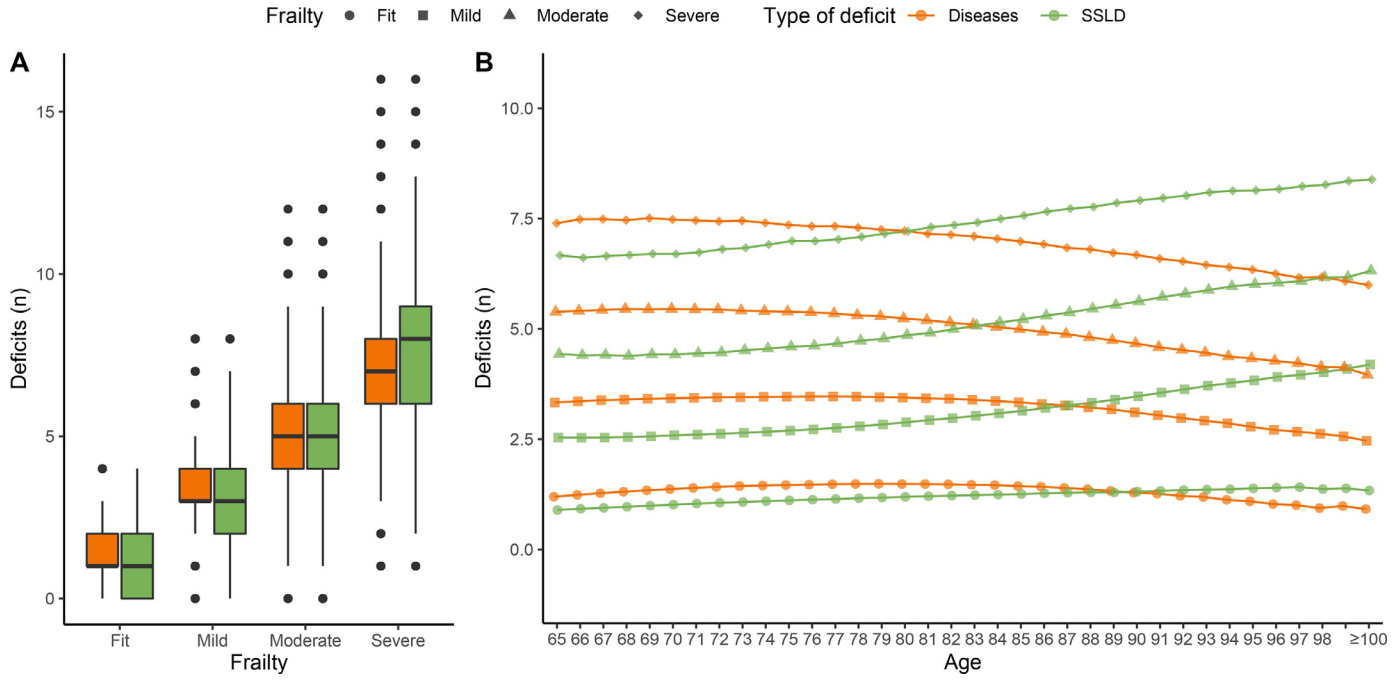 Frailty Fit Mild Moderate Severe Type of deficit Diseases SSLD
A
15
10
5
0
Deficits (n)
Fit Mild Moderate Severe
Frailty
B
10.0
7.5
5.0
2.5
0.0
Deficits (n)
65 66 67 68 69 70 71 72 73 74 75 76 77 78 79 80 81 82 83 84 85 86 87 88 89 90 91 92 93 94 95 96 97 98 ≥100
Age